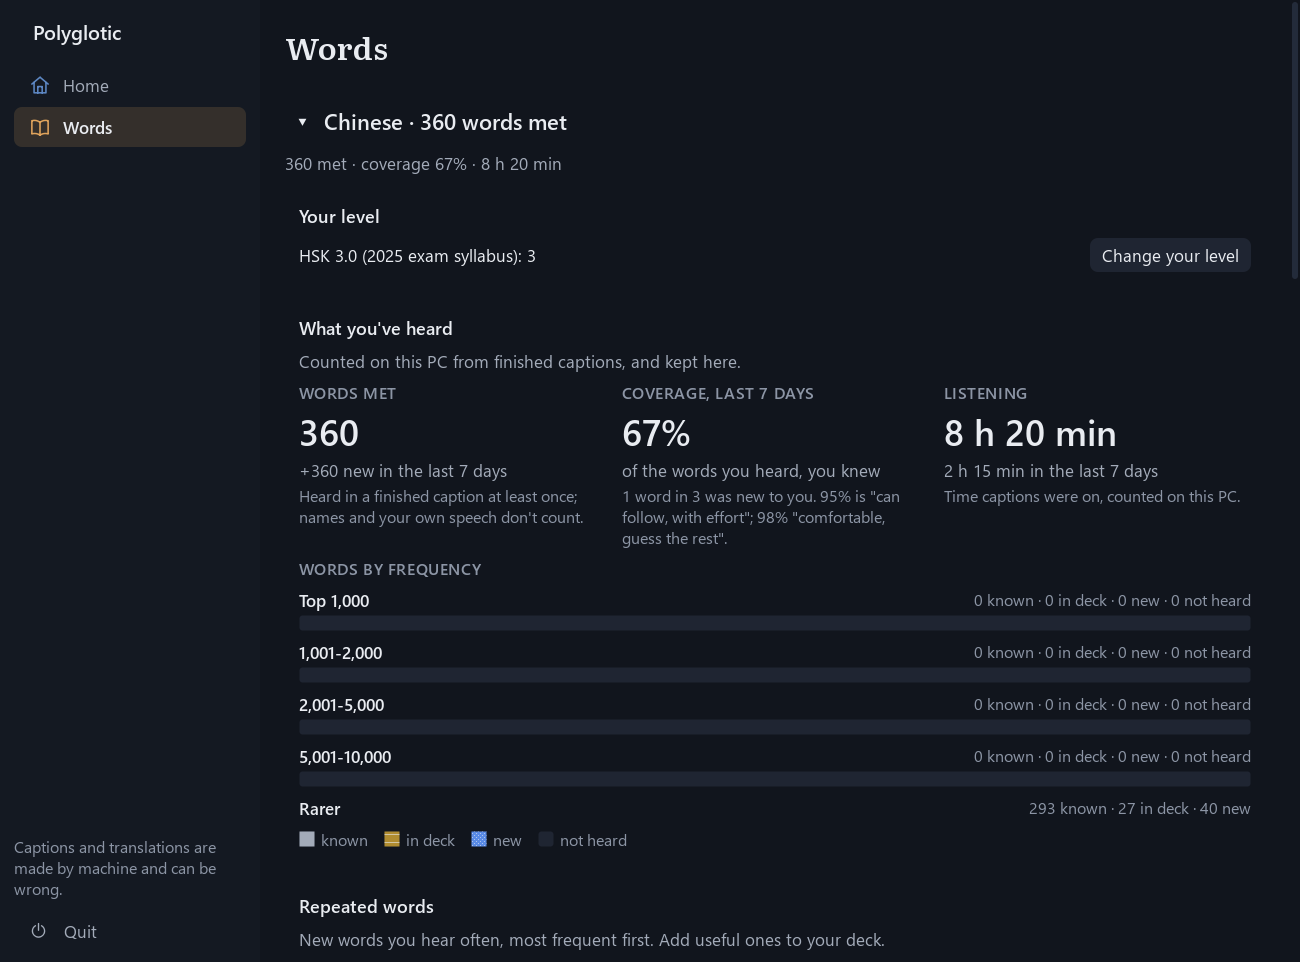 Polyglotic
Home
Words
Captions and translations are
made by machine and can be
wrong.
Quit
Words
▾ Chinese · 360 words met
360 met · coverage 67% · 8 h 20 min
Your level
HSK 3.0 (2025 exam syllabus): 3
Change your level
What you've heard
Counted on this PC from finished captions, and kept here.
WORDS MET
360
+360 new in the last 7 days
Heard in a finished caption at least once;
names and your own speech don't count.
COVERAGE, LAST 7 DAYS
67%
of the words you heard, you knew
1 word in 3 was new to you. 95% is "can
follow, with effort"; 98% "comfortable,
guess the rest".
LISTENING
8 h 20 min
2 h 15 min in the last 7 days
Time captions were on, counted on this PC.
WORDS BY FREQUENCY
Top 1,000 0 known · 0 in deck · 0 new · 0 not heard
1,001-2,000 0 known · 0 in deck · 0 new · 0 not heard
2,001-5,000 0 known · 0 in deck · 0 new · 0 not heard
5,001-10,000 0 known · 0 in deck · 0 new · 0 not heard
Rarer 293 known · 27 in deck · 40 new
known in deck new not heard
Repeated words
New words you hear often, most frequent first. Add useful ones to your deck.